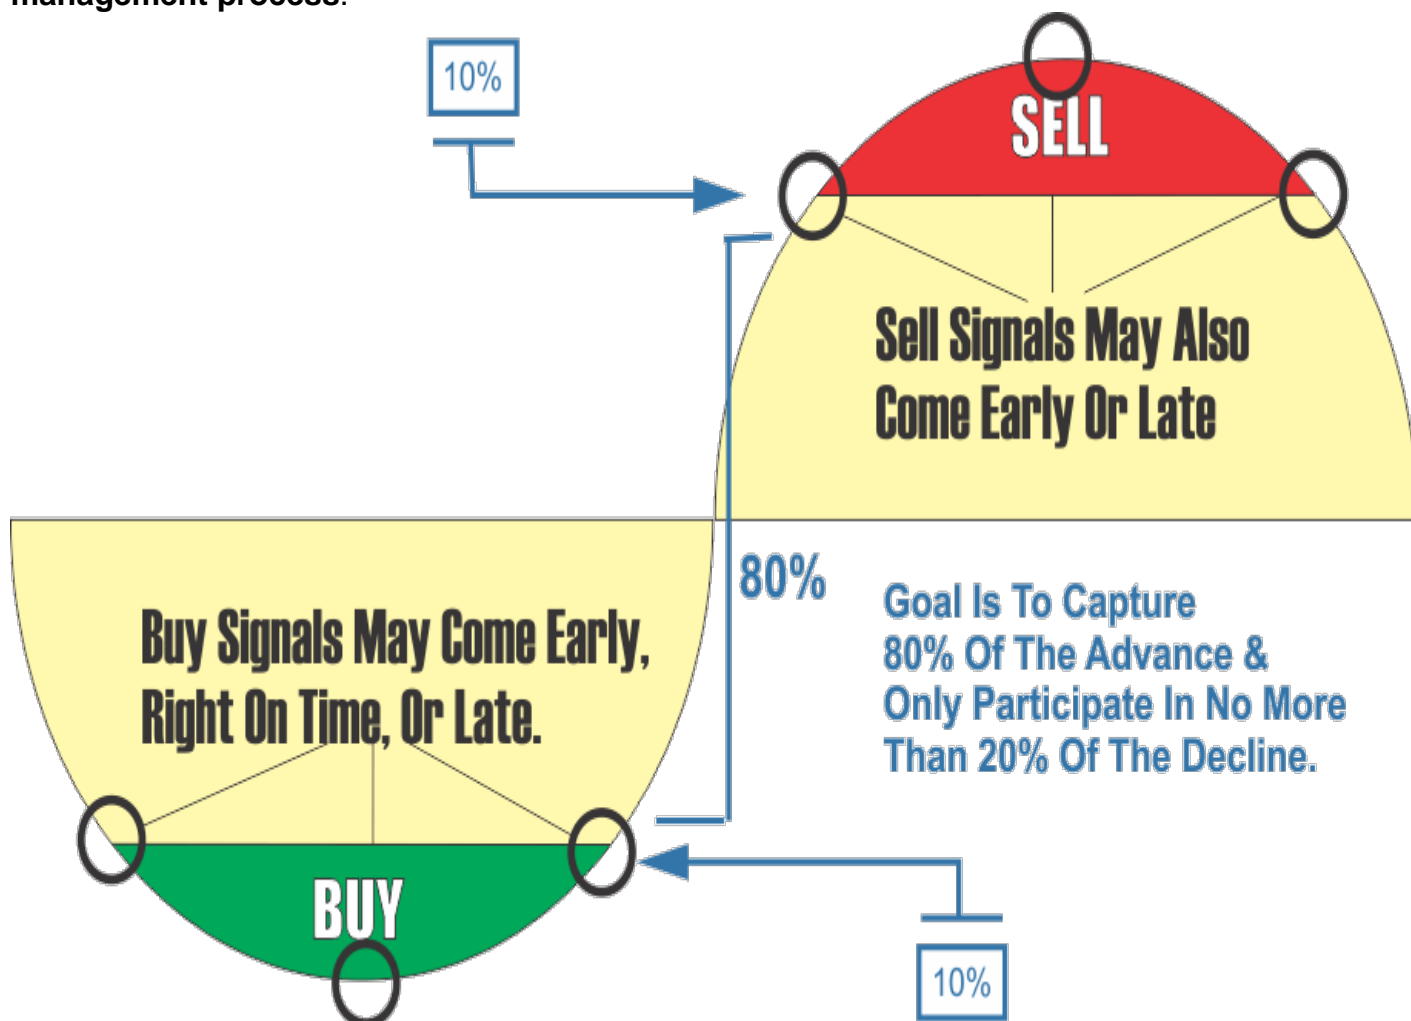 management process.
10%
SELL
Sell Signals May Also
Come Early Or Late
80%
Goal Is To Capture
80% Of The Advance &
Only Participate In No More
Than 20% Of The Decline.
Buy Signals May Come Early,
Right On Time, Or Late.
BUY
10%